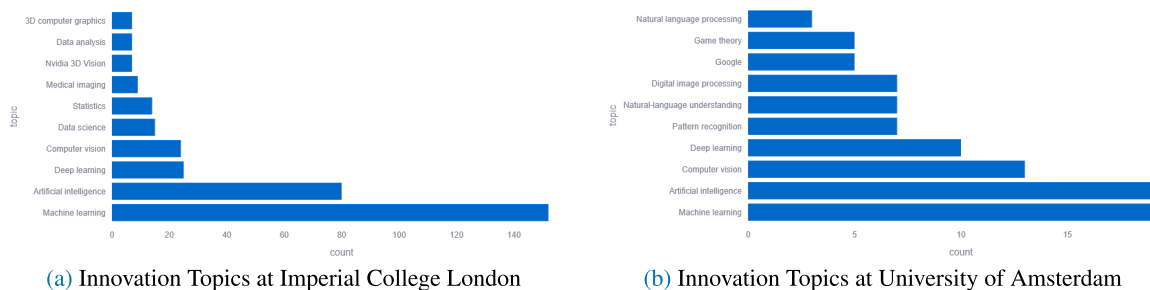 3D computer graphics
Data analysis
Nvidia 3D Vision
Medical imaging
Statistics
Data science
Computer vision
Deep learning
Artificial intelligence
Machine learning
topic
0 20 40 60 80 100 120 140
count
(a) Innovation Topics at Imperial College London
Natural language processing
Game theory
Google
Digital image processing
Natural-language understanding
Pattern recognition
Deep learning
Computer vision
Artificial intelligence
Machine learning
topic
0 5 10 15
count
(b) Innovation Topics at University of Amsterdam